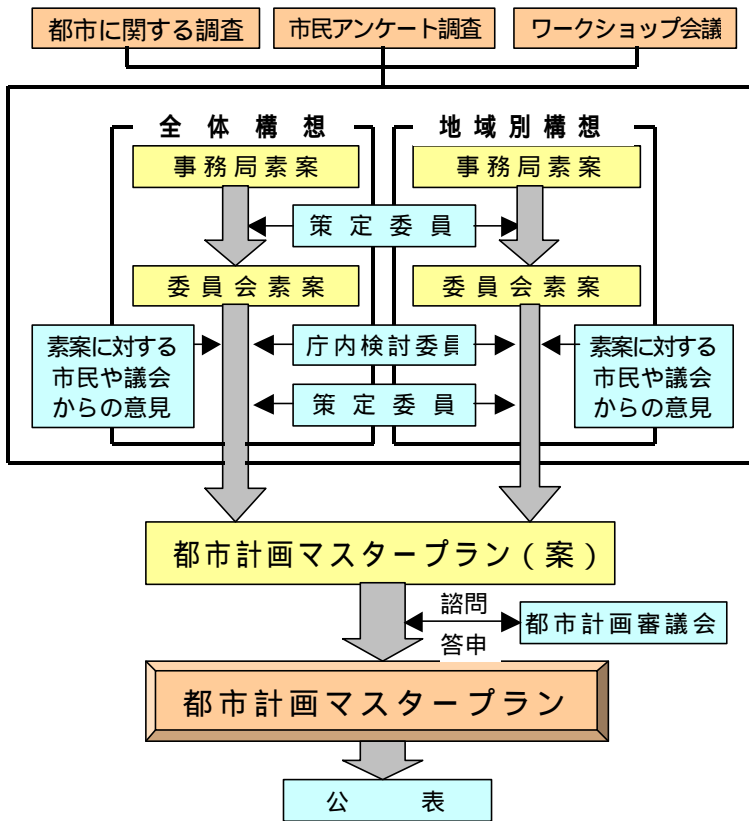 都市に関する調査
市民アンケート調査
ワークショップ会議
全体構想
地域別構想
事務局素案
事務局素案
策定委員
委員会素案
委員会素案
素案に対する
市民や議会
からの意見
庁内検討委員
素案に対する
市民や議会
からの意見
策定委員
都市計画マスタープラン(案)
諮問
都市計画審議会
答申
都市計画マスタープラン
公表